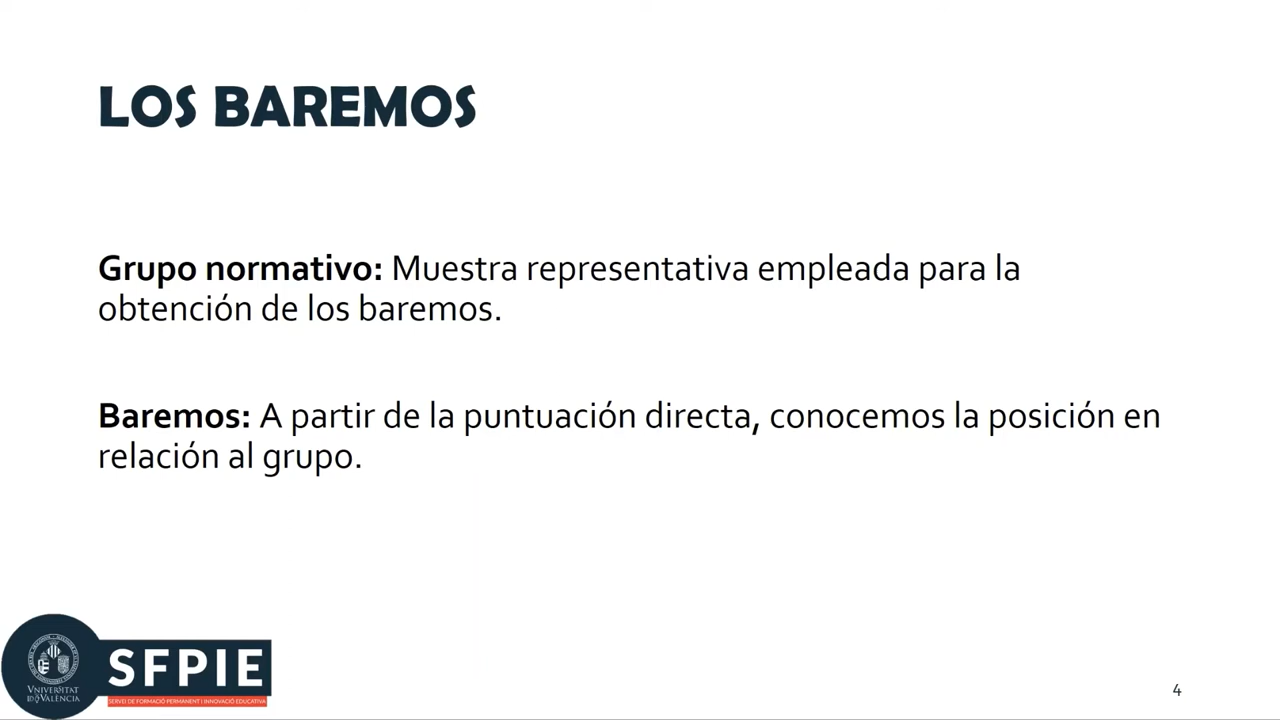 LOS BAREMOS
Grupo normativo: Muestra representativa empleada para la
obtención de los baremos.
Baremos: A partir de la puntuación directa, conocemos la posición en
relación al grupo.
VNIVERSITAT
ID VALÈNCIA
SFPIE
SERVEI DE FORMACIÓ PERMANENT I INNOVACIÓ EDUCATIVA
4